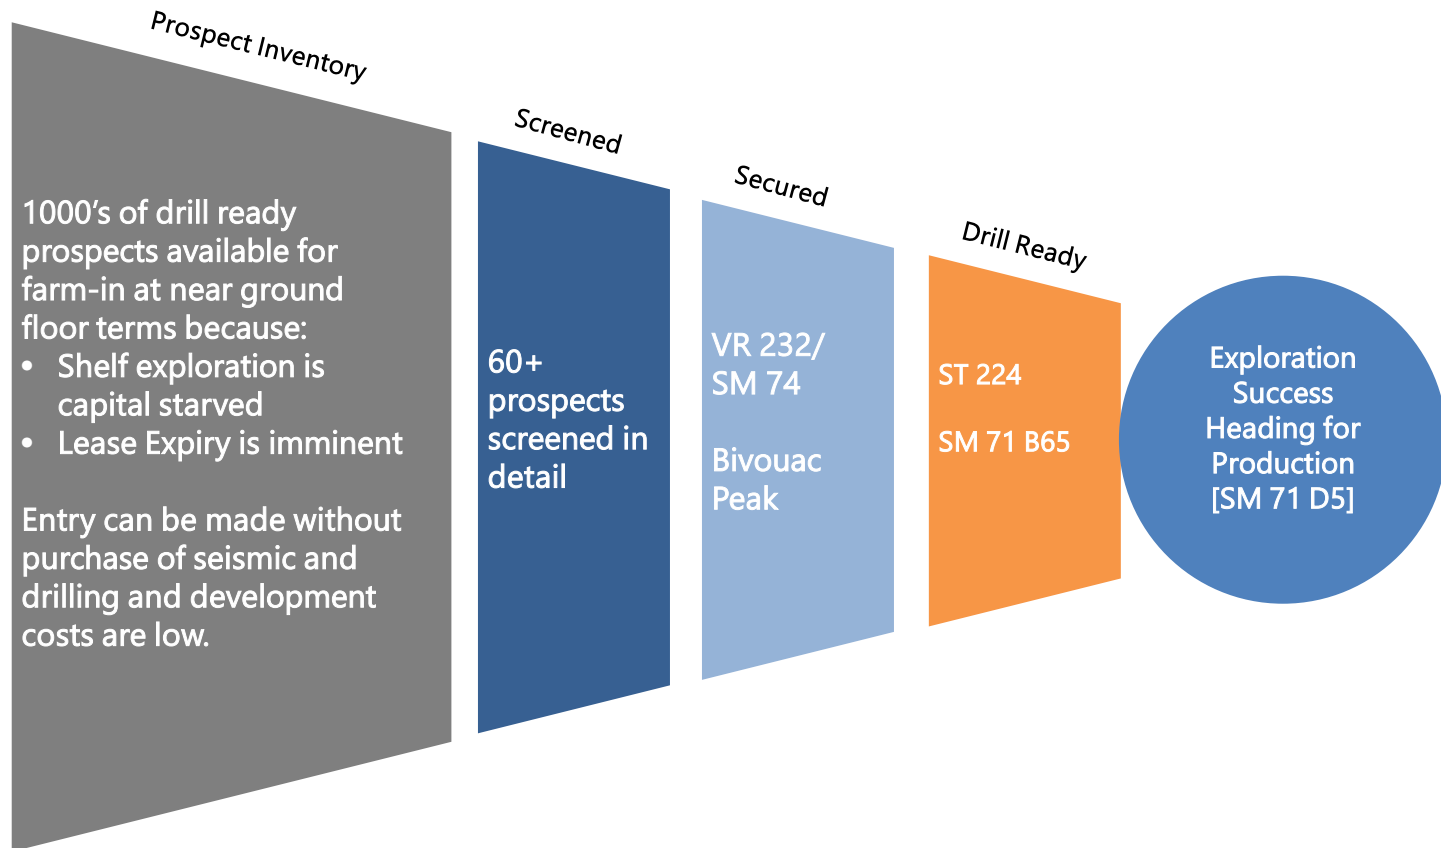 Prospect Inventory
1000’s of drill ready
prospects available for
farm-in at near ground
floor terms because:
• Shelf exploration is
capital starved
• Lease Expiry is imminent
Entry can be made without
purchase of seismic and
drilling and development
costs are low.
Screened
60+
prospects
screened in
detail
Secured
VR 232/
SM 74
Bivouac
Peak
Drill Ready
ST 224
SM 71 B65
Exploration
Success
Heading for
Production
[SM 71 D5]